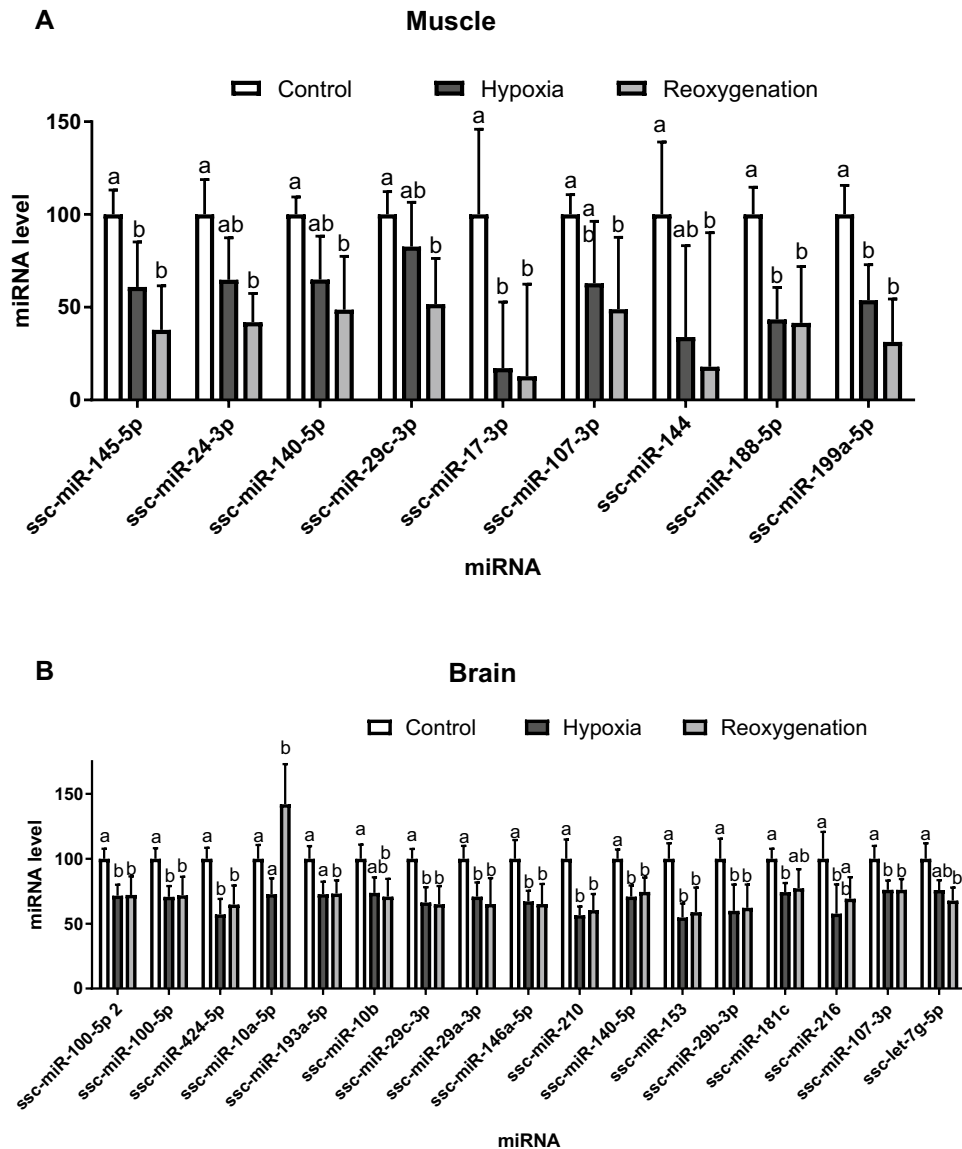 A
Muscle
Control Hypoxia Reoxygenation
miRNA level
150
100
50
0
a b b a ab b a ab b a ab b a b b a a b b a ab b a b b a b b
ssc-miR-145-5p
ssc-miR-24-3p
ssc-miR-140-5p
ssc-miR-29c-3p
ssc-miR-17-3p
ssc-miR-107-3p
ssc-miR-144
ssc-miR-188-5p
ssc-miR-199a-5p
miRNA
B
Brain
Control Hypoxia Reoxygenation
miRNA level
150
100
50
0
a b b a b b a b b a a b a a b a ab b a b b a b b a b b a b b a b b a b a b b a b ab a b a b a b b a ab b
ssc-miR-100-5p 2
ssc-miR-100-5p
ssc-miR-424-5p
ssc-miR-10a-5p
ssc-miR-193a-5p
ssc-miR-10b
ssc-miR-29c-3p
ssc-miR-29a-3p
ssc-miR-146a-5p
ssc-miR-210
ssc-miR-140-5p
ssc-miR-153
ssc-miR-29b-3p
ssc-miR-181c
ssc-miR-216
ssc-miR-107-3p
ssc-let-7g-5p
miRNA